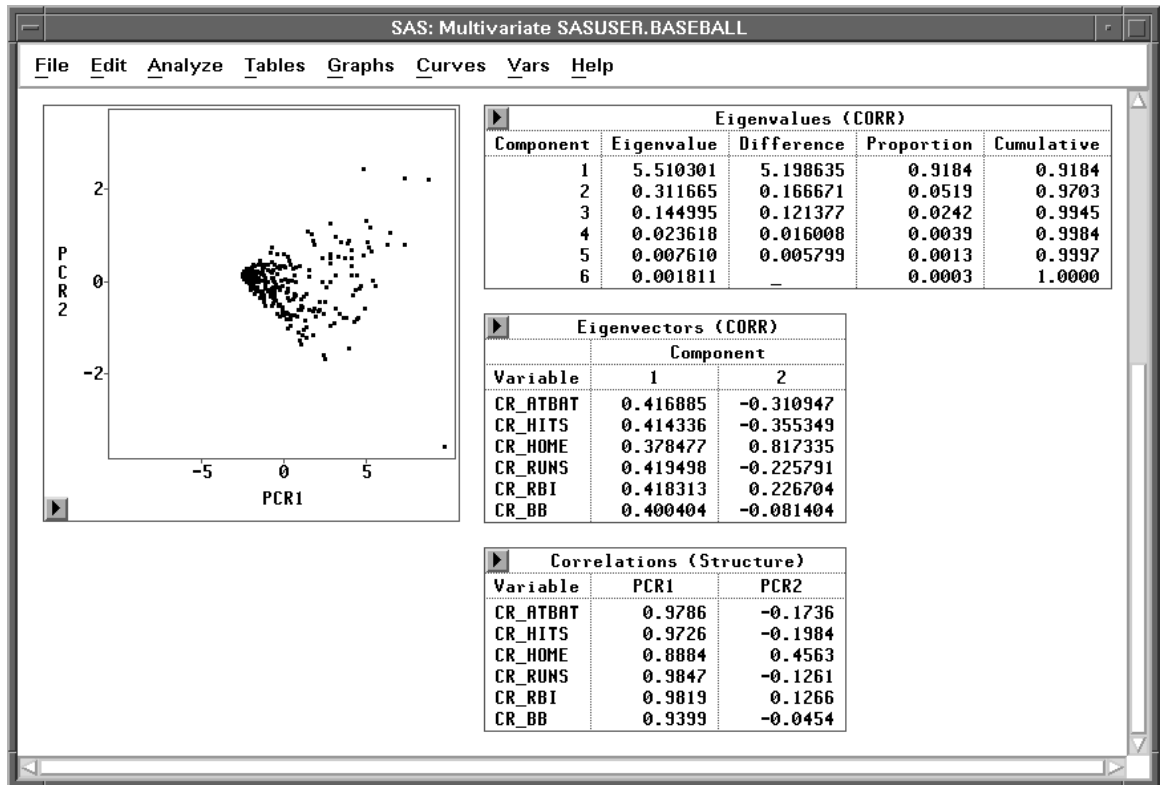 SAS: Multivariate SASUSER.BASEBALL
File Edit Analyze Tables Graphs Curves Vars Help
PCR2
2
0
-2
-5 0 5
PCR1
Eigenvalues (CORR)
Component Eigenvalue Difference Proportion Cumulative
1 5.510301 5.198635 0.9184 0.9184
2 0.311665 0.166671 0.0519 0.9703
3 0.144995 0.121377 0.0242 0.9945
4 0.023618 0.016008 0.0039 0.9984
5 0.007610 0.005799 0.0013 0.9997
6 0.001811 _ 0.0003 1.0000
Eigenvectors (CORR)
Component
Variable 1 2
CR_ATBAT 0.416885 -0.310947
CR_HITS 0.414336 -0.355349
CR_HOME 0.378477 0.817335
CR_RUNS 0.419498 -0.225791
CR_RBI 0.418313 0.226704
CR_BB 0.400404 -0.081404
Correlations (Structure)
Variable PCR1 PCR2
CR_ATBAT 0.9786 -0.1736
CR_HITS 0.9726 -0.1984
CR_HOME 0.8884 0.4563
CR_RUNS 0.9847 -0.1261
CR_RBI 0.9819 0.1266
CR_BB 0.9399 -0.0454